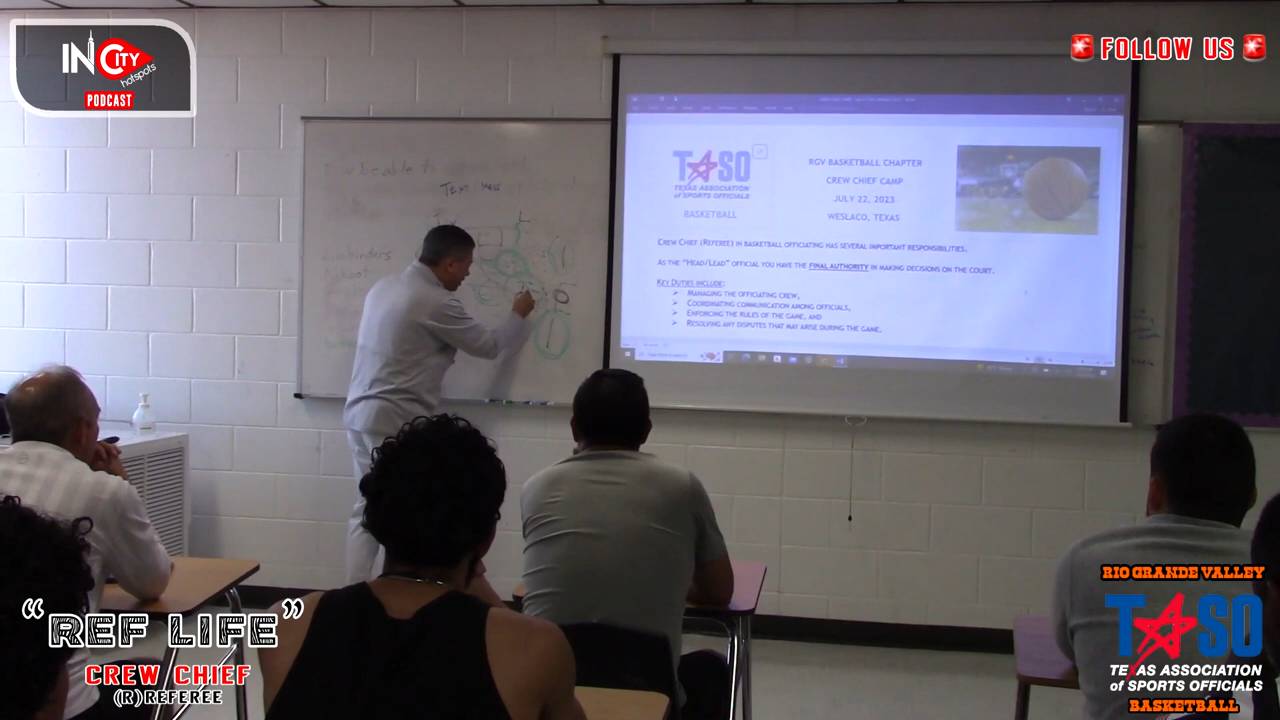 IN CITY
hotspots
PODCAST
🚨 FOLLOW US 🚨
be able to
TASO
TEXAS ASSOCIATION
of SPORTS OFFICIALS
BASKETBALL
RGV BASKETBALL CHAPTER
CREW CHIEF CAMP
JULY 22, 2023
WESLACO, TEXAS
CREW CHIEF (REFEREE) IN BASKETBALL OFFICIATING HAS SEVERAL IMPORTANT RESPONSIBILITIES.
AS THE "HEAD/LEAD" OFFICIAL YOU HAVE THE FINAL AUTHORITY IN MAKING DECISIONS ON THE COURT.
KEY DUTIES INCLUDE:
➢ MANAGING THE OFFICIATING CREW,
➢ COORDINATING COMMUNICATION AMONG OFFICIALS,
➢ ENFORCING THE RULES OF THE GAME, AND
➢ RESOLVING ANY DISPUTES THAT MAY ARISE DURING THE GAME.
"REF LIFE"
CREW CHIEF
(R)REFEREE
RIO GRANDE VALLEY
TASO
TEXAS ASSOCIATION
of SPORTS OFFICIALS
BASKETBALL